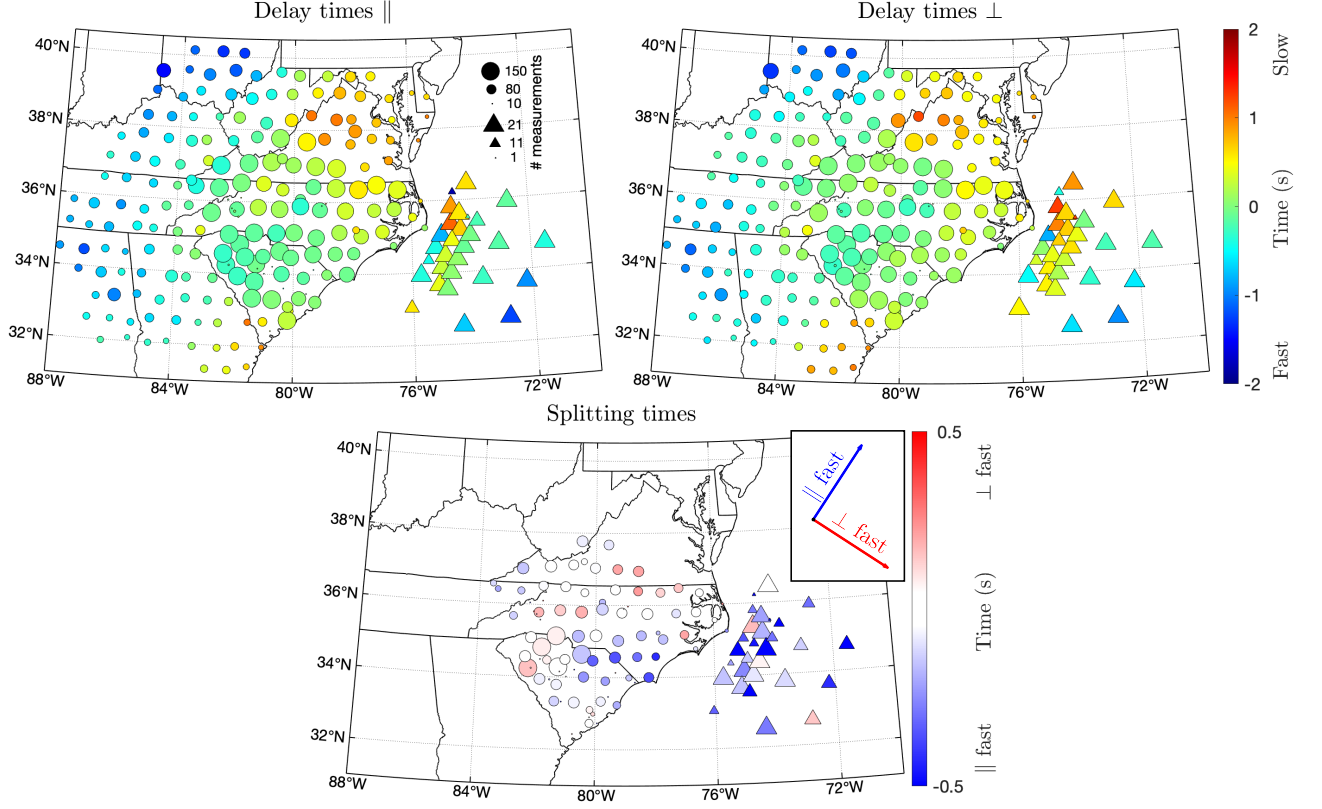 Delay times ∥
40°N
38°N
36°N
34°N
32°N
88°W
84°W
80°W
76°W
72°W
150
80
10
21
11
1
# measurements
Delay times ⊥
40°N
38°N
36°N
34°N
32°N
88°W
84°W
80°W
76°W
72°W
2
1
0
-1
-2
Slow
Time (s)
Fast
Splitting times
40°N
38°N
36°N
34°N
32°N
88°W
84°W
80°W
76°W
72°W
∥ fast
⊥ fast
0.5
-0.5
⊥ fast
Time (s)
∥ fast